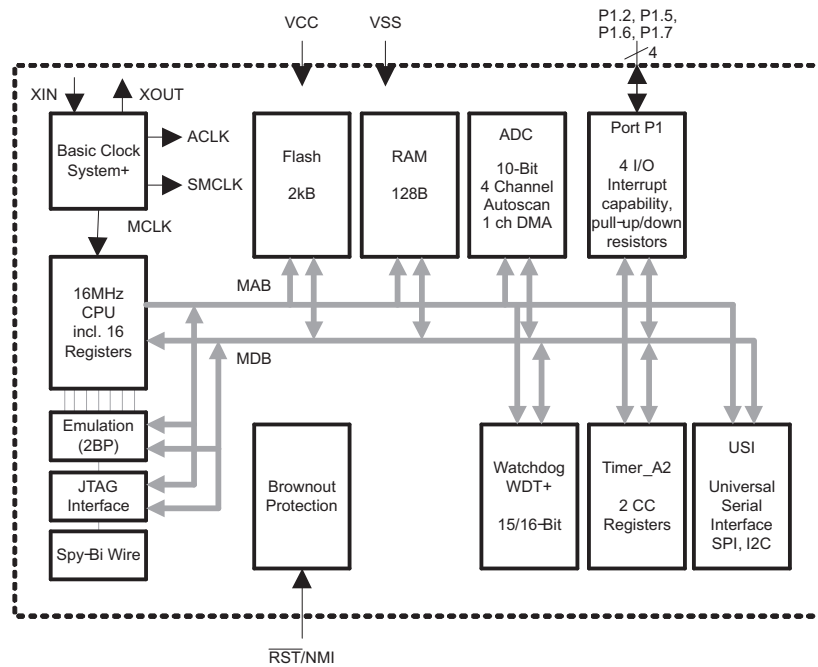 VCC
VSS
P1.2, P1.5,
P1.6, P1.7
4
XIN
XOUT
Basic Clock
System+
ACLK
SMCLK
MCLK
Flash
2kB
RAM
128B
ADC
10-Bit
4 Channel
Autoscan
1 ch DMA
Port P1
4 I/O
Interrupt
capability,
pull-up/down
resistors
16MHz
CPU
incl. 16
Registers
MAB
MDB
Emulation
(2BP)
JTAG
Interface
Spy-Bi Wire
Brownout
Protection
Watchdog
WDT+
15/16-Bit
Timer_A2
2 CC
Registers
USI
Universal
Serial
Interface
SPI, I2C
RST/NMI